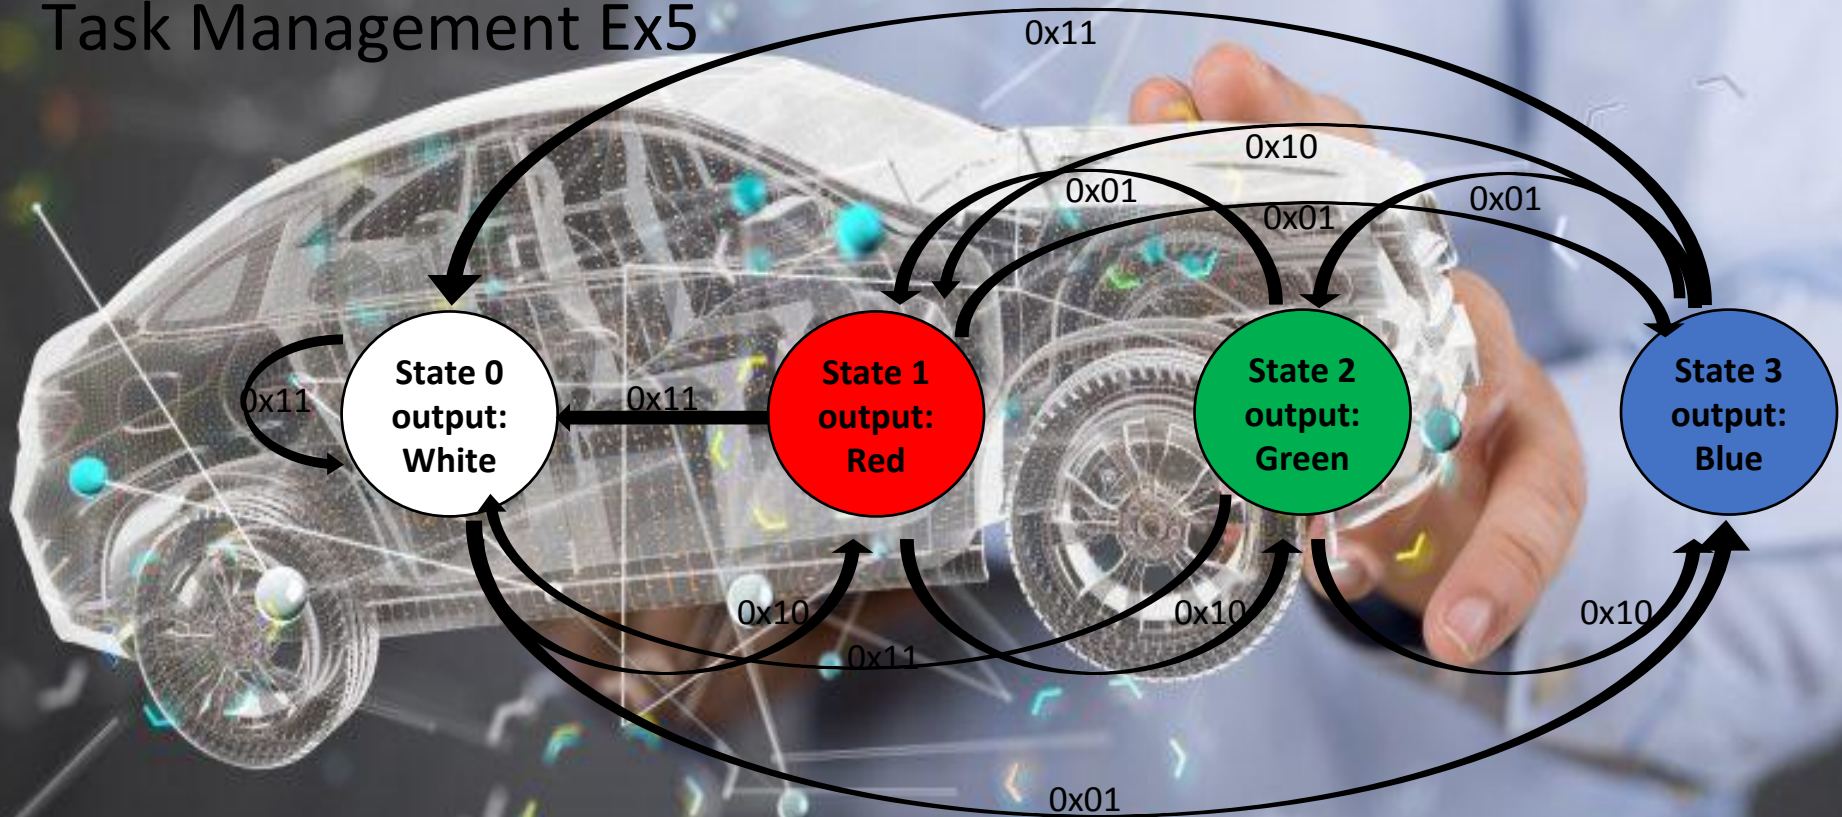 Task Management Ex5
0x11
0x10
0x01
0x01
0x01
State 0
output:
White
State 1
output:
Red
State 2
output:
Green
State 3
output:
Blue
0x11
0x11
0x10
0x10
0x10
0x11
0x01